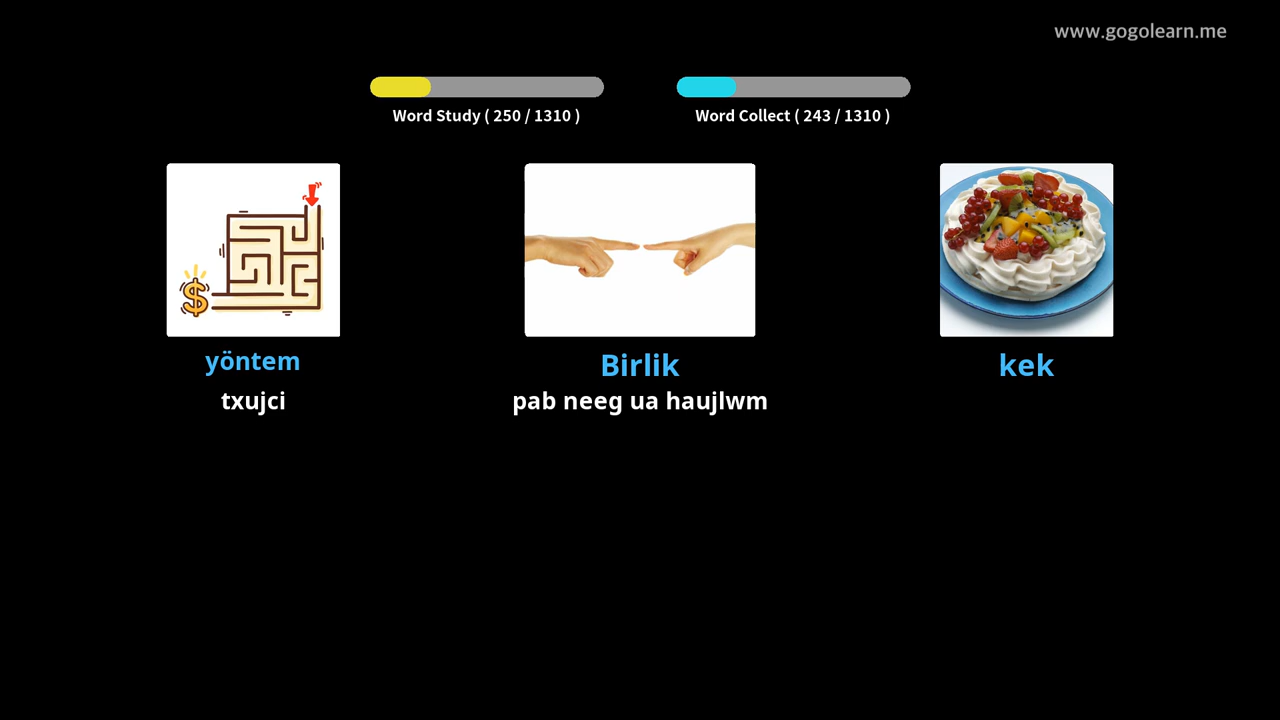 www.gogolearn.me
Word Study ( 250 / 1310 )
Word Collect ( 243 / 1310 )
$
yöntem
Birlik
kek
txujci
pab neeg ua haujlwm